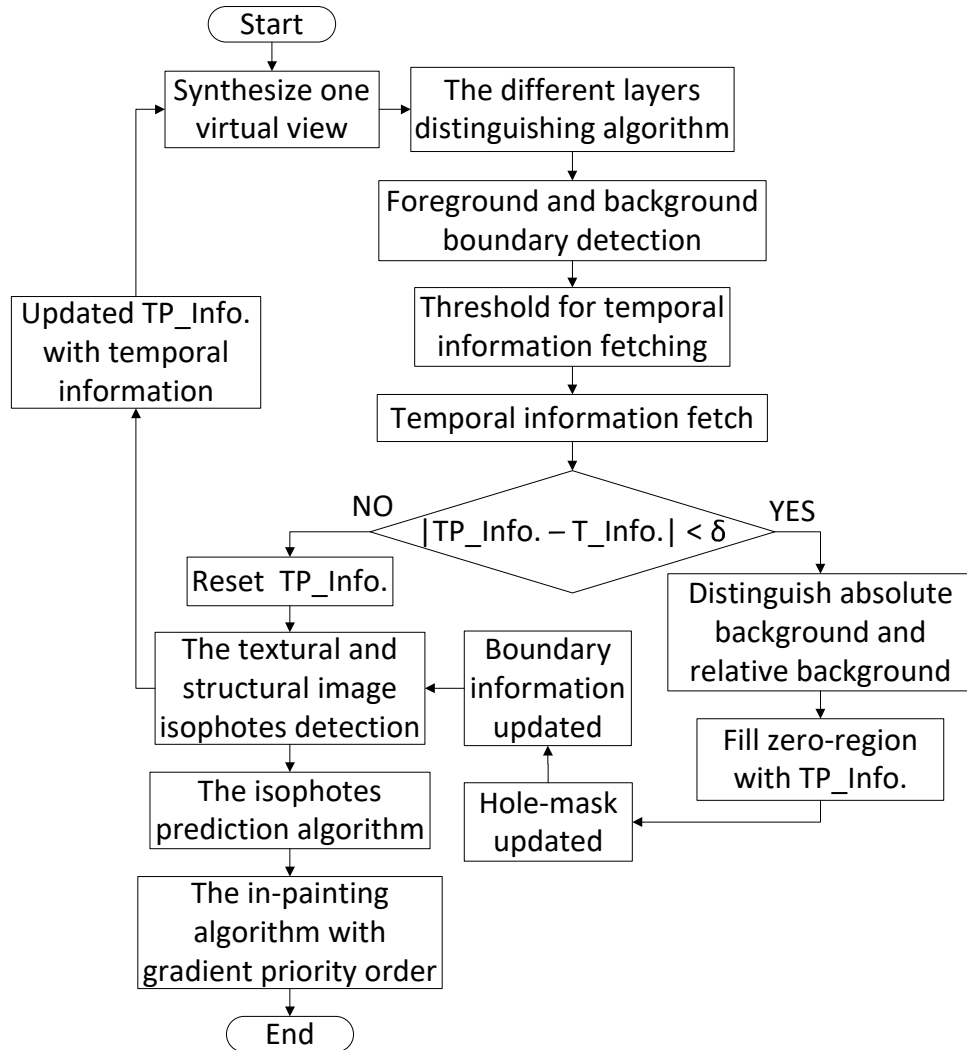 Start
Synthesize one
virtual view
The different layers
distinguishing algorithm
Foreground and background
boundary detection
Updated TP_Info.
with temporal
information
Threshold for temporal
information fetching
Temporal information fetch
NO
|TP_Info. – T_Info.| < δ
YES
Reset TP_Info.
Distinguish absolute
background and
relative background
The textural and
structural image
isophotes detection
Boundary
information
updated
Fill zero-region
with TP_Info.
Hole-mask
updated
The isophotes
prediction algorithm
The in-painting
algorithm with
gradient priority order
End